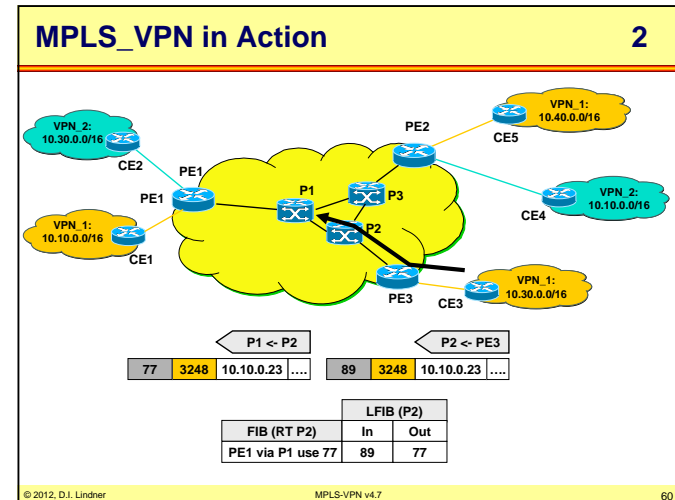 MPLS_VPN in Action 2
VPN_1:
10.40.0.0/16
PE2
CE5
VPN_2:
10.30.0.0/16
CE2
PE1
PE1
P1
P3
VPN_2:
10.10.0.0/16
CE4
VPN_1:
10.10.0.0/16
CE1
P2
VPN_1:
10.30.0.0/16
PE3
CE3
P1 <- P2
P2 <- PE3
77 3248 10.10.0.23 ....
89 3248 10.10.0.23 ....
LFIB (P2)
FIB (RT P2) In Out
PE1 via P1 use 77 89 77
© 2012, D.I. Lindner MPLS-VPN v4.7 60